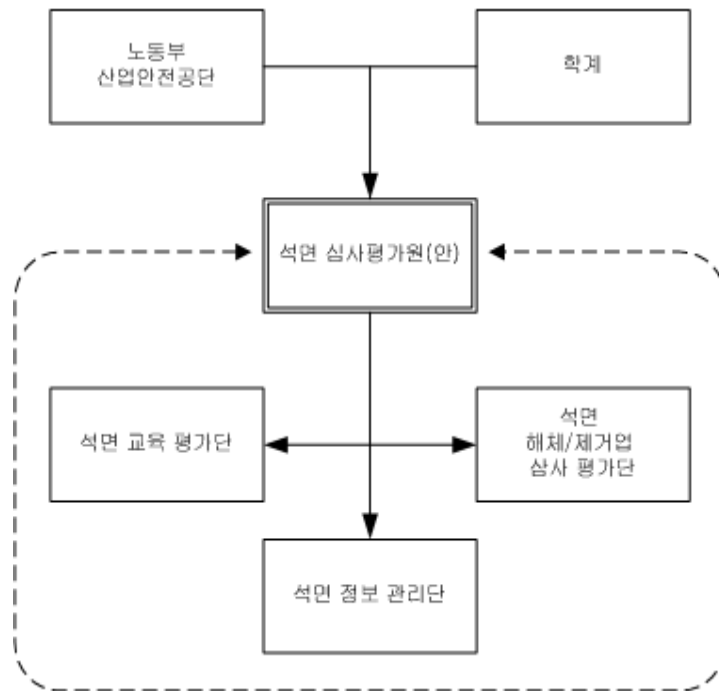 노동부
산업안전공단
학계
석면 심사평가원(안)
석면 교육 평가단
석면
해체/제거업
삼사 평가단
석면 정보 관리단